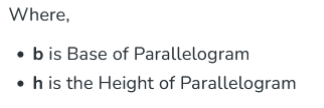 Where,
• b is Base of Parallelogram
• h is the Height of Parallelogram